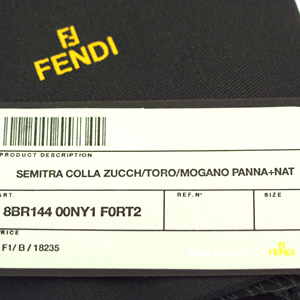 FENDI
PRODUCT DESCRIPTION
SEMITRA COLLA ZUCCH/TORO/MOGANO PANNA+NAT
ART. REF.N° SIZE
8BR144 00NY1 F0RT2
PRICE
F1/ B / 18235
FENDI